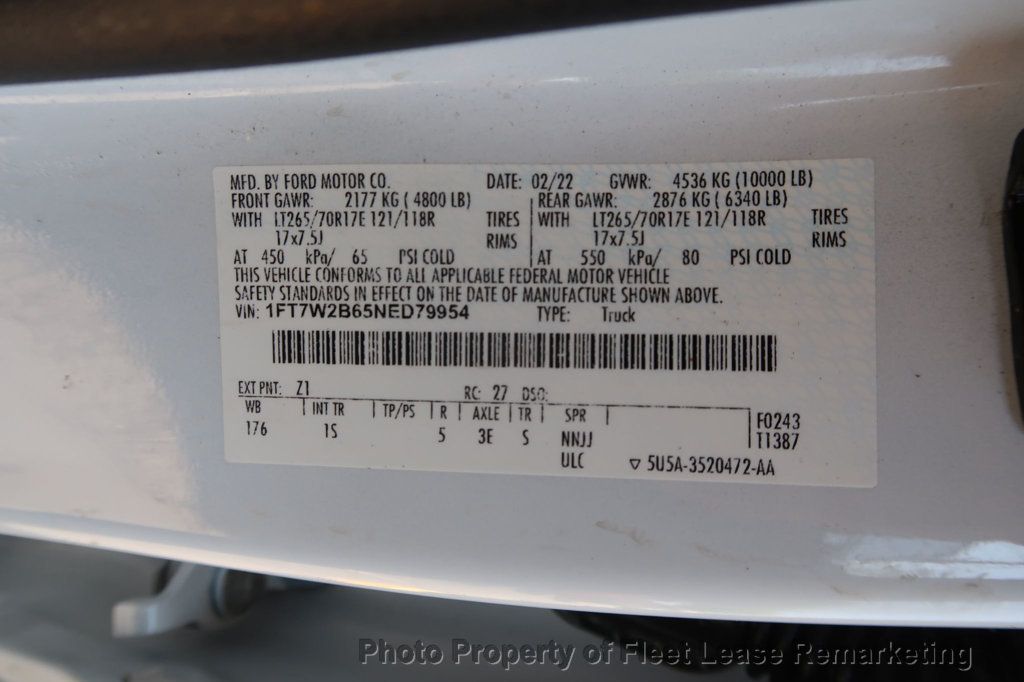 MFD. BY FORD MOTOR CO. DATE: 02/22 GVWR: 4536 KG (10000 LB)
FRONT GAWR: 2177 KG ( 4800 LB) REAR GAWR: 2876 KG ( 6340 LB)
WITH LT265/70R17E 121/118R TIRES WITH LT265/70R17E 121/118R TIRES
17x7.5J RIMS 17x7.5J RIMS
AT 450 kPa/ 65 PSI COLD AT 550 kPa/ 80 PSI COLD
THIS VEHICLE CONFORMS TO ALL APPLICABLE FEDERAL MOTOR VEHICLE
SAFETY STANDARDS IN EFFECT ON THE DATE OF MANUFACTURE SHOWN ABOVE.
VIN: 1FT7W2B65NED79954 TYPE: Truck
EXT PNT: Z1 RC: 27 DSO:
WB INT TR TP/PS R AXLE TR SPR F0243
176 1S 5 3E S NNJJ T1387
ULC ▽ 5U5A-3520472-AA
Photo Property of Fleet Lease Remarketing